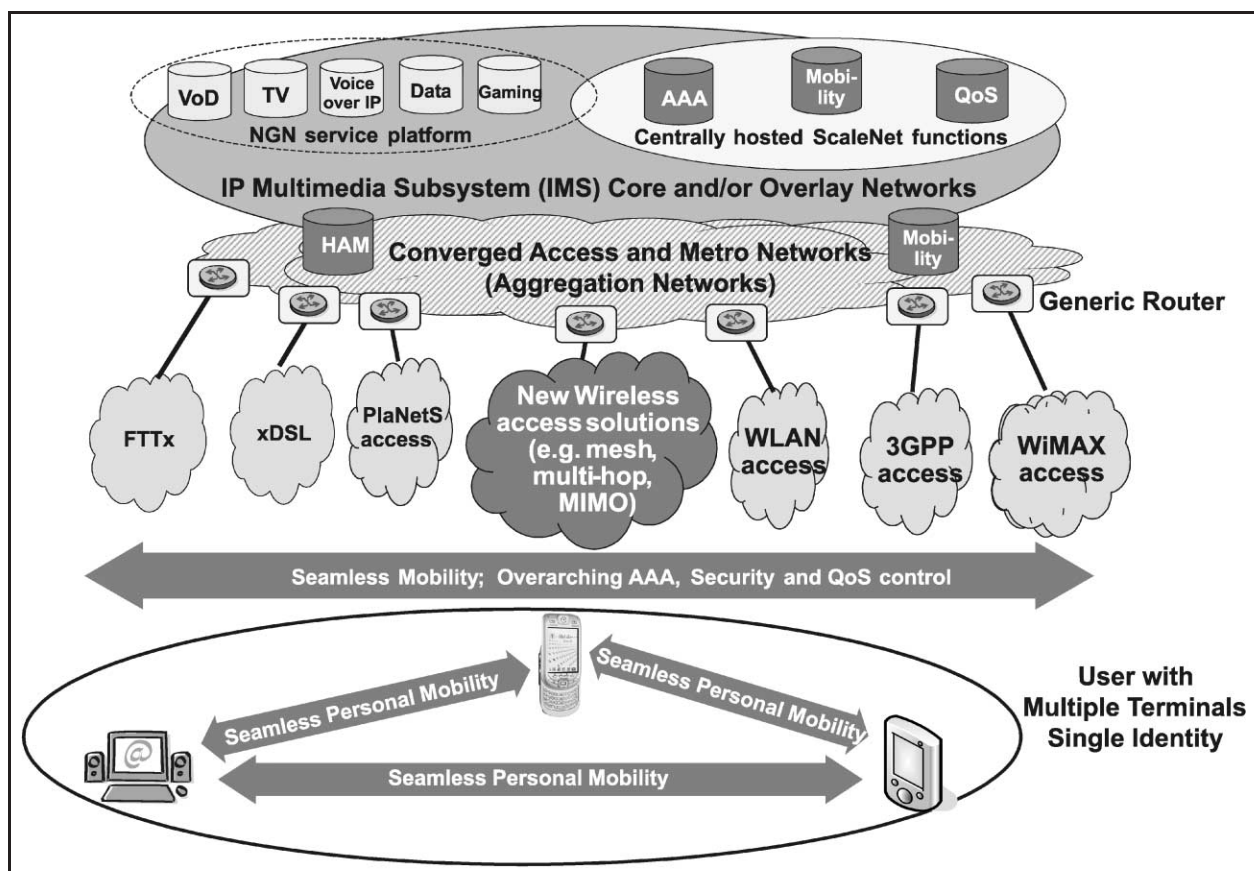 VoD
TV
Voice
over IP
Data
Gaming
NGN service platform
AAA
Mobi-
lity
QoS
Centrally hosted ScaleNet functions
IP Multimedia Subsystem (IMS) Core and/or Overlay Networks
HAM
Converged Access and Metro Networks
(Aggregation Networks)
Mobi-
lity
Generic Router
FTTx
xDSL
PlaNetS
access
New Wireless
access solutions
(e.g. mesh,
multi-hop,
MIMO)
WLAN
access
3GPP
access
WiMAX
access
Seamless Mobility; Overarching AAA, Security and QoS control
Seamless Personal Mobility
Seamless Personal Mobility
Seamless Personal Mobility
@
User with
Multiple Terminals
Single Identity